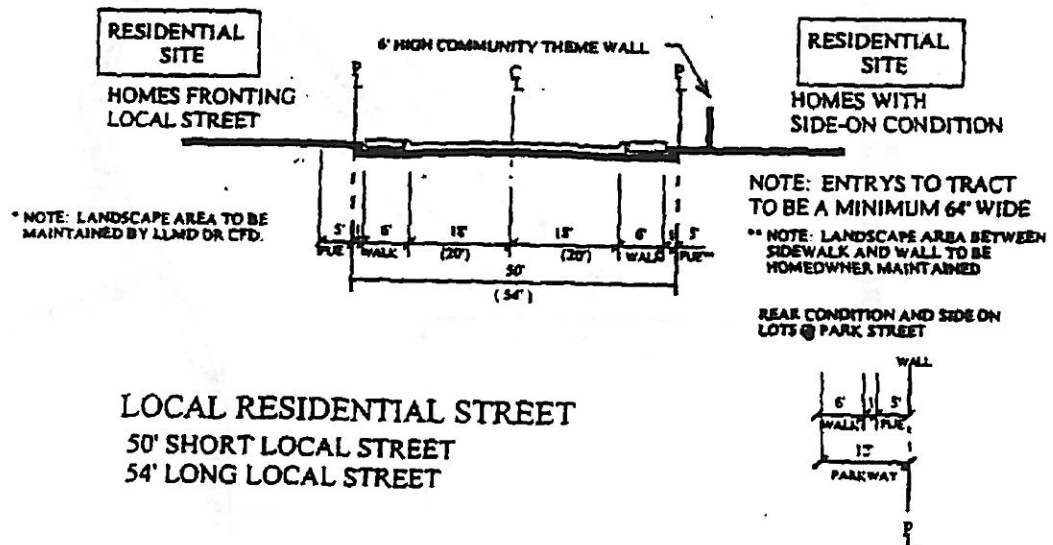 RESIDENTIAL
SITE
HOMES FRONTING
LOCAL STREET
6' HIGH COMMUNITY THEME WALL
RESIDENTIAL
SITE
HOMES WITH
SIDE-ON CONDITION
P
L
C
L
P
L
NOTE: ENTRYS TO TRACT
TO BE A MINIMUM 64' WIDE
* NOTE: LANDSCAPE AREA TO BE
MAINTAINED BY LLMD OR CFD.
** NOTE: LANDSCAPE AREA BETWEEN
SIDEWALK AND WALL TO BE
HOMEOWNER MAINTAINED
5' 1 6' 18' 18' 6' 5'
PUE WALK (20') (20') WALK PUE**
50'
(54')
REAR CONDITION AND SIDE ON
LOTS @ PARK STREET
WALL
6' 1 5'
WALK PUE
PARKWAY
P
LOCAL RESIDENTIAL STREET
50' SHORT LOCAL STREET
54' LONG LOCAL STREET